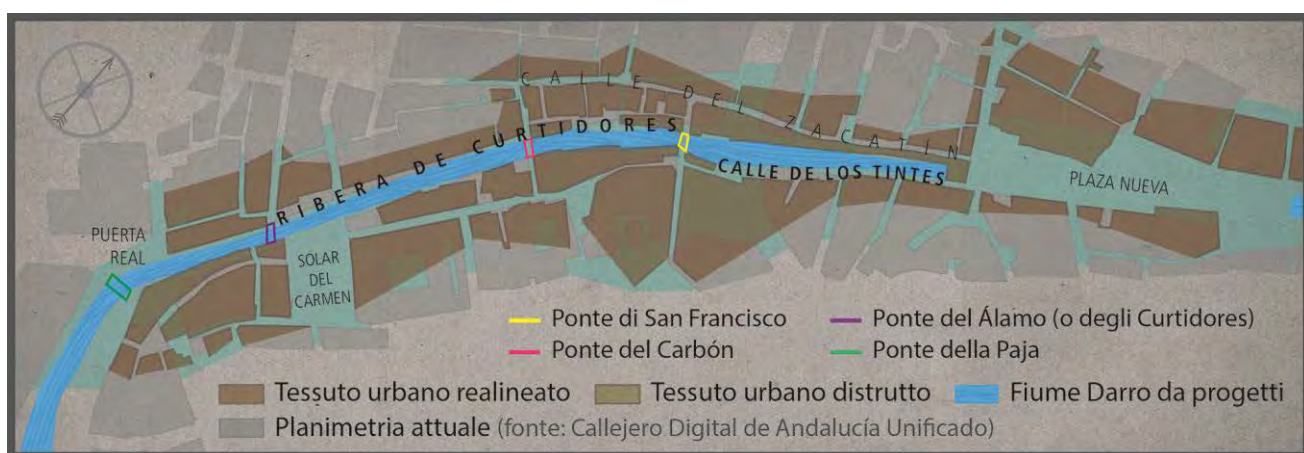 CALLE DEL ZACATÍN
RIBERA DE CURTIDORES
CALLE DE LOS TINTES
PLAZA NUEVA
PUERTA
REAL
SOLAR
DEL
CARMEN
Ponte di San Francisco
Ponte del Álamo (o degli Curtidores)
Ponte del Carbón
Ponte della Paja
Tessuto urbano realineato
Tessuto urbano distrutto
Fiume Darro da progetti
Planimetria attuale (fonte: Callejero Digital de Andalucía Unificado)